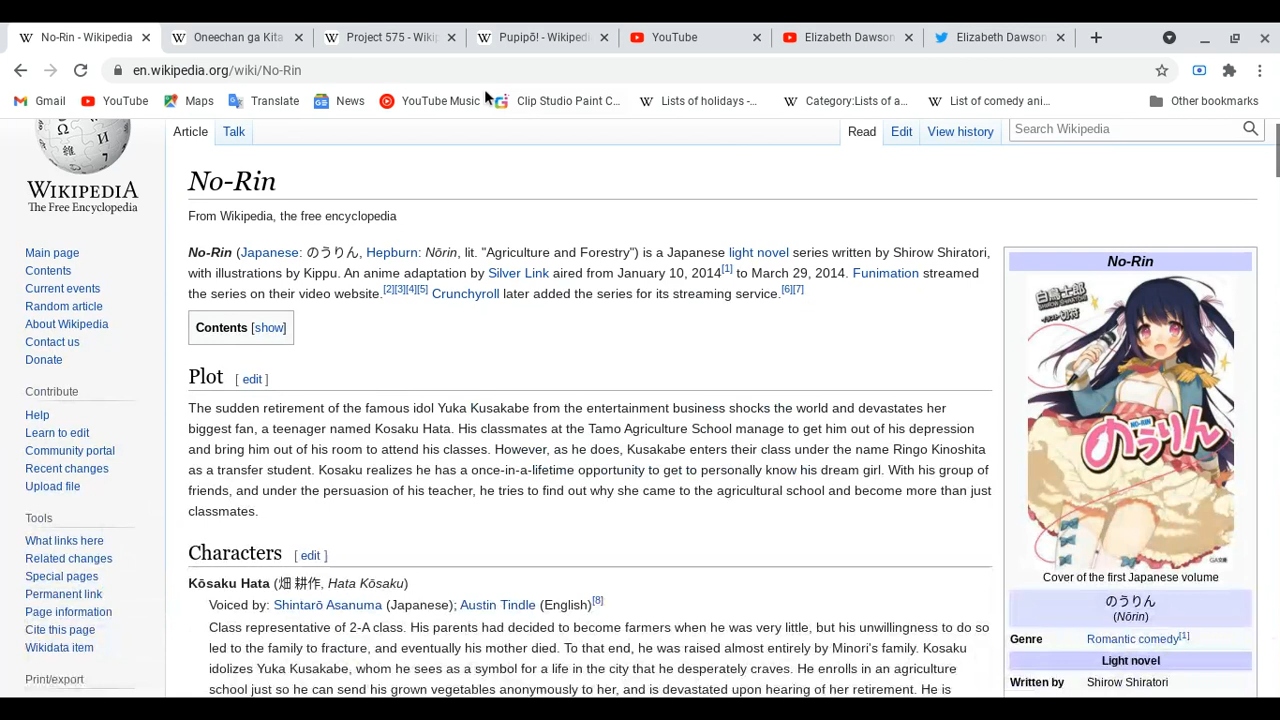 No-Rin - Wikipedia
Oneechan ga Kita
Project 575 - Wikip
Pupipō! - Wikipedi
YouTube
Elizabeth Dawson
Elizabeth Dawson
en.wikipedia.org/wiki/No-Rin
Gmail
YouTube
Maps
Translate
News
YouTube Music
Clip Studio Paint C...
Lists of holidays -...
Category:Lists of a...
List of comedy ani...
Other bookmarks
WIKIPEDIA
The Free Encyclopedia
Main page
Contents
Current events
Random article
About Wikipedia
Contact us
Donate
Contribute
Help
Learn to edit
Community portal
Recent changes
Upload file
Tools
What links here
Related changes
Special pages
Permanent link
Page information
Cite this page
Wikidata item
Print/export
Article
Talk
Read
Edit
View history
Search Wikipedia
No-Rin
From Wikipedia, the free encyclopedia
No-Rin (Japanese: のうりん, Hepburn: Nōrin, lit. "Agriculture and Forestry") is a Japanese light novel series written by Shirow Shiratori,
with illustrations by Kippu. An anime adaptation by Silver Link aired from January 10, 2014[1] to March 29, 2014. Funimation streamed
the series on their video website.[2][3][4][5] Crunchyroll later added the series for its streaming service.[6][7]
Contents [show]
Plot [ edit ]
The sudden retirement of the famous idol Yuka Kusakabe from the entertainment business shocks the world and devastates her
biggest fan, a teenager named Kosaku Hata. His classmates at the Tamo Agriculture School manage to get him out of his depression
and bring him out of his room to attend his classes. However, as he does, Kusakabe enters their class under the name Ringo Kinoshita
as a transfer student. Kosaku realizes he has a once-in-a-lifetime opportunity to get to personally know his dream girl. With his group of
friends, and under the persuasion of his teacher, he tries to find out why she came to the agricultural school and become more than just
classmates.
Characters [ edit ]
Kōsaku Hata (畑 耕作, Hata Kōsaku)
Voiced by: Shintarō Asanuma (Japanese); Austin Tindle (English)[8]
Class representative of 2-A class. His parents had decided to become farmers when he was very little, but his unwillingness to do so
led to the family to fracture, and eventually his mother died. To that end, he was raised almost entirely by Minori's family. Kosaku
idolizes Yuka Kusakabe, whom he sees as a symbol for a life in the city that he desperately craves. He enrolls in an agriculture
school just so he can send his grown vegetables anonymously to her, and is devastated upon hearing of her retirement. He is
No-Rin
白鳥士郎
NO-RIN
のうりん
GA文庫
Cover of the first Japanese volume
のうりん
(Nōrin)
Genre Romantic comedy[1]
Light novel
Written by Shirow Shiratori